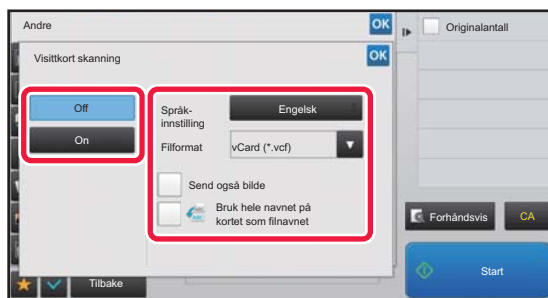 Andre
OK
Originalantall
Visittkort skanning
OK
Off
On
Språk-
innstilling
Engelsk
Filformat
vCard (*.vcf)
Send også bilde
Bruk hele navnet på
kortet som filnavnet
Forhåndsvis
CA
Tilbake
Start